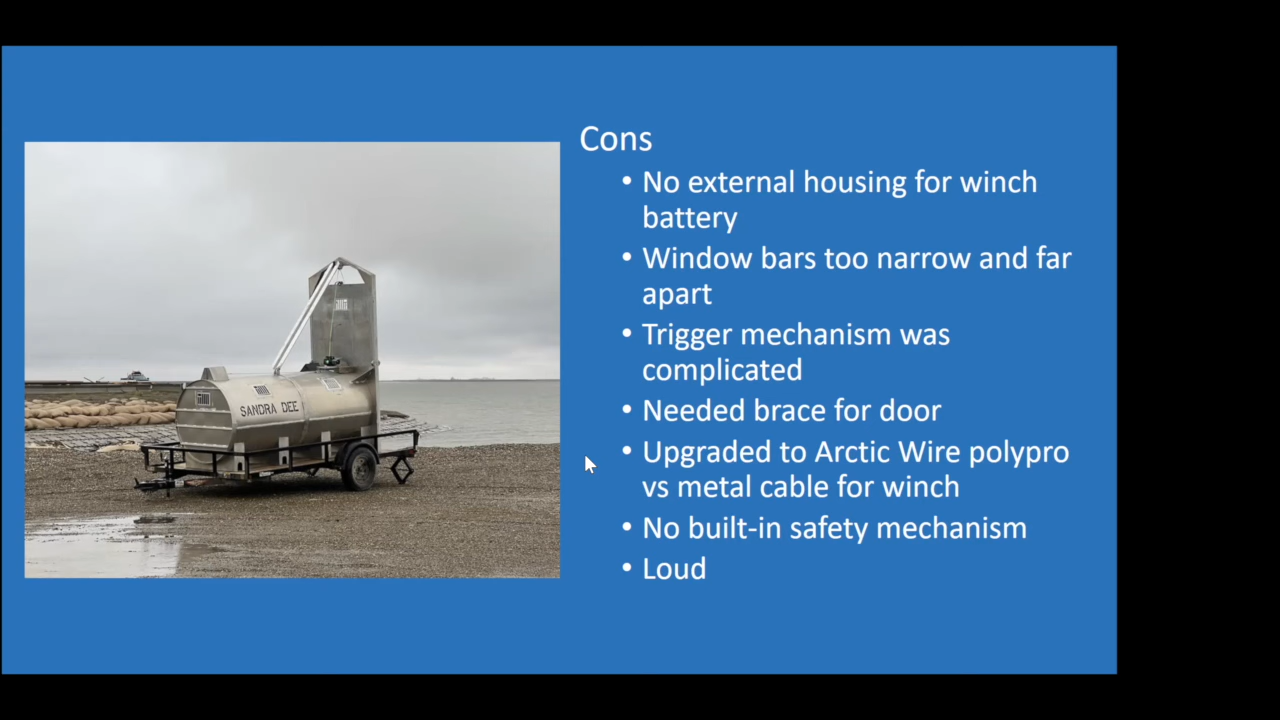 Cons
• No external housing for winch
battery
• Window bars too narrow and far
apart
• Trigger mechanism was
complicated
• Needed brace for door
• Upgraded to Arctic Wire polypro
vs metal cable for winch
• No built-in safety mechanism
• Loud
SANDRA DEE